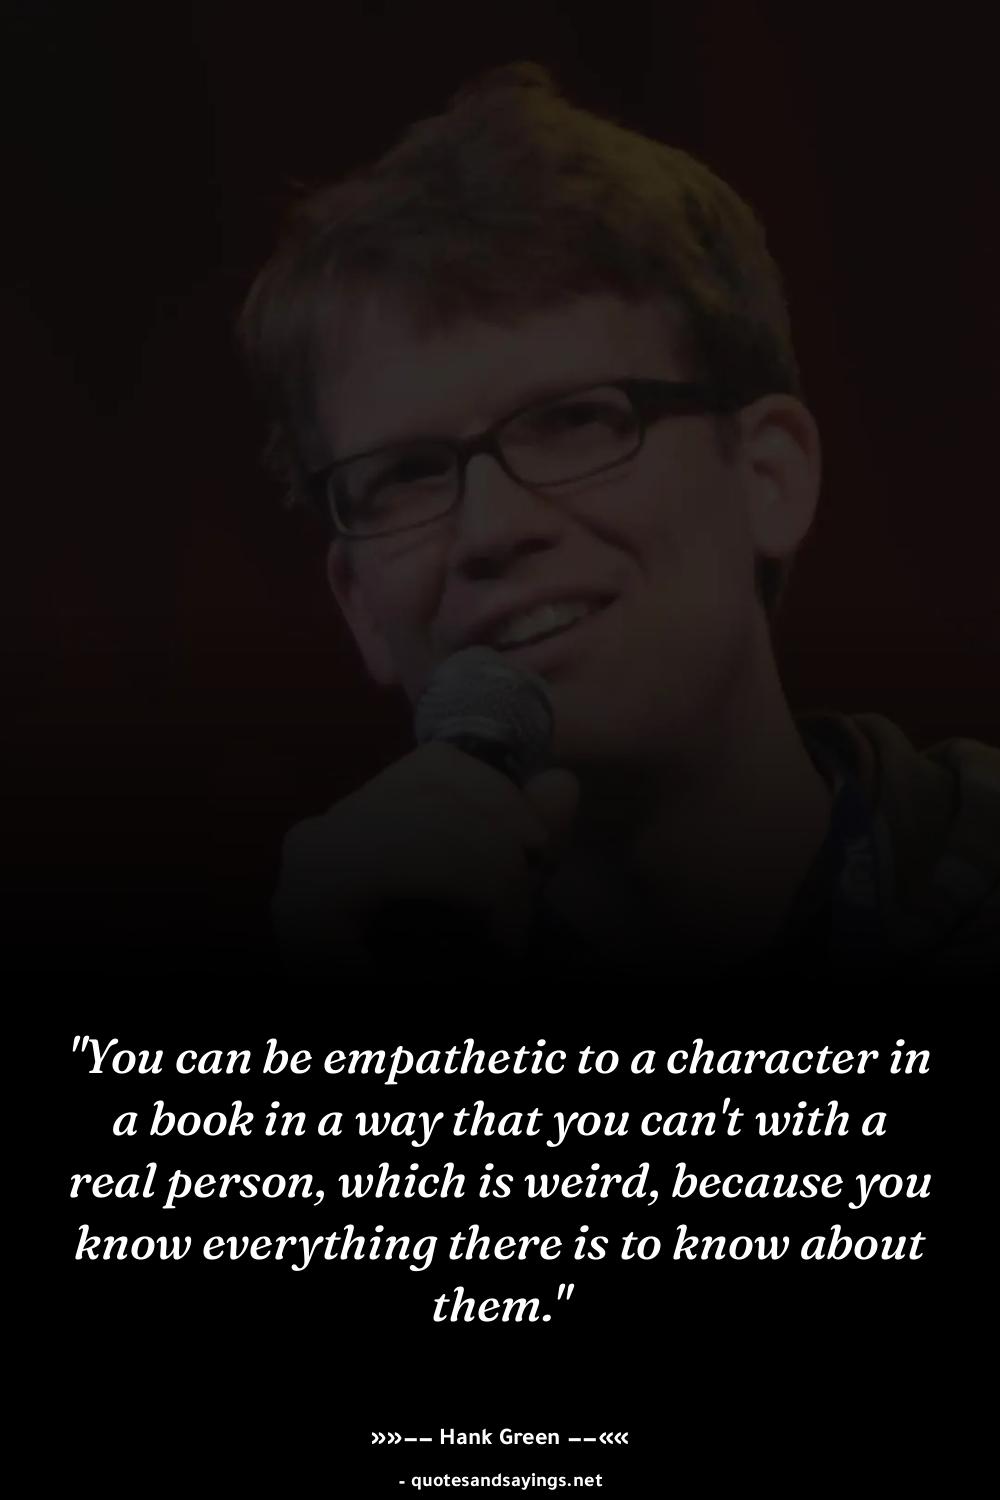 "You can be empathetic to a character in
a book in a way that you can't with a
real person, which is weird, because you
know everything there is to know about
them."
»»−− Hank Green −−««
- quotesandsayings.net